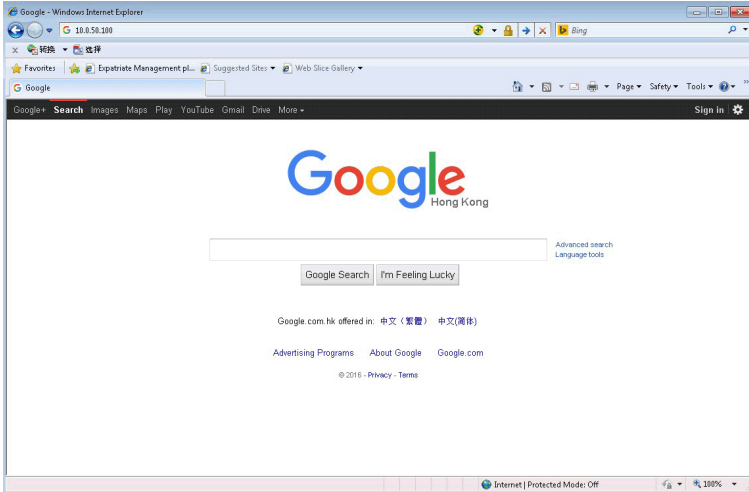 Google - Windows Internet Explorer
10.0.50.100
Bing
x 转换 选择
Favorites Expatriate Management pl... Suggested Sites Web Slice Gallery
Google Page Safety Tools
Google+ Search Images Maps Play YouTube Gmail Drive More Sign in
Google
Hong Kong
Advanced search
Language tools
Google Search I'm Feeling Lucky
Google.com.hk offered in: 中文（繁體） 中文(简体)
Advertising Programs About Google Google.com
© 2016 - Privacy - Terms
Internet | Protected Mode: Off 100%